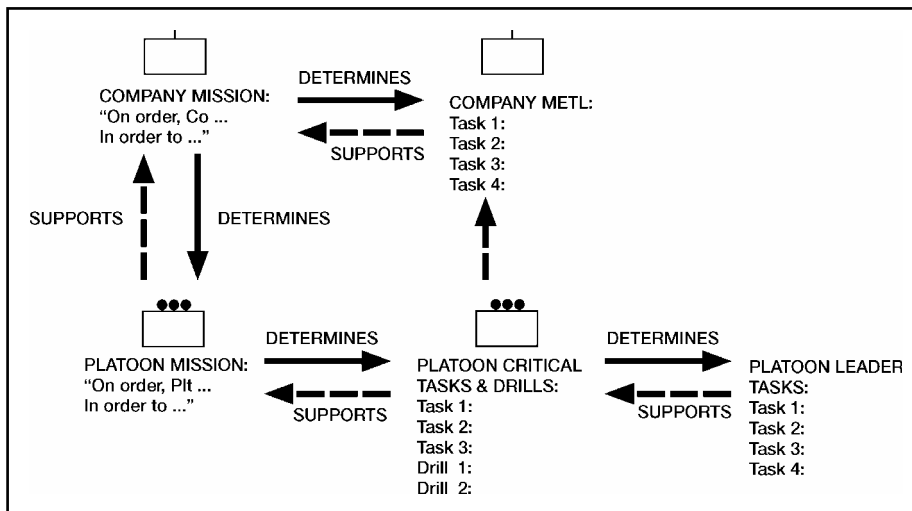 DETERMINES
COMPANY MISSION:
“On order, Co ...
In order to ...”
COMPANY METL:
Task 1:
Task 2:
Task 3:
Task 4:
SUPPORTS
SUPPORTS
DETERMINES
DETERMINES
DETERMINES
PLATOON MISSION:
“On order, Plt ...
In order to ...”
SUPPORTS
PLATOON CRITICAL
TASKS & DRILLS:
Task 1:
Task 2:
Task 3:
Drill 1:
Drill 2:
SUPPORTS
PLATOON LEADER
TASKS:
Task 1:
Task 2:
Task 3:
Task 4: